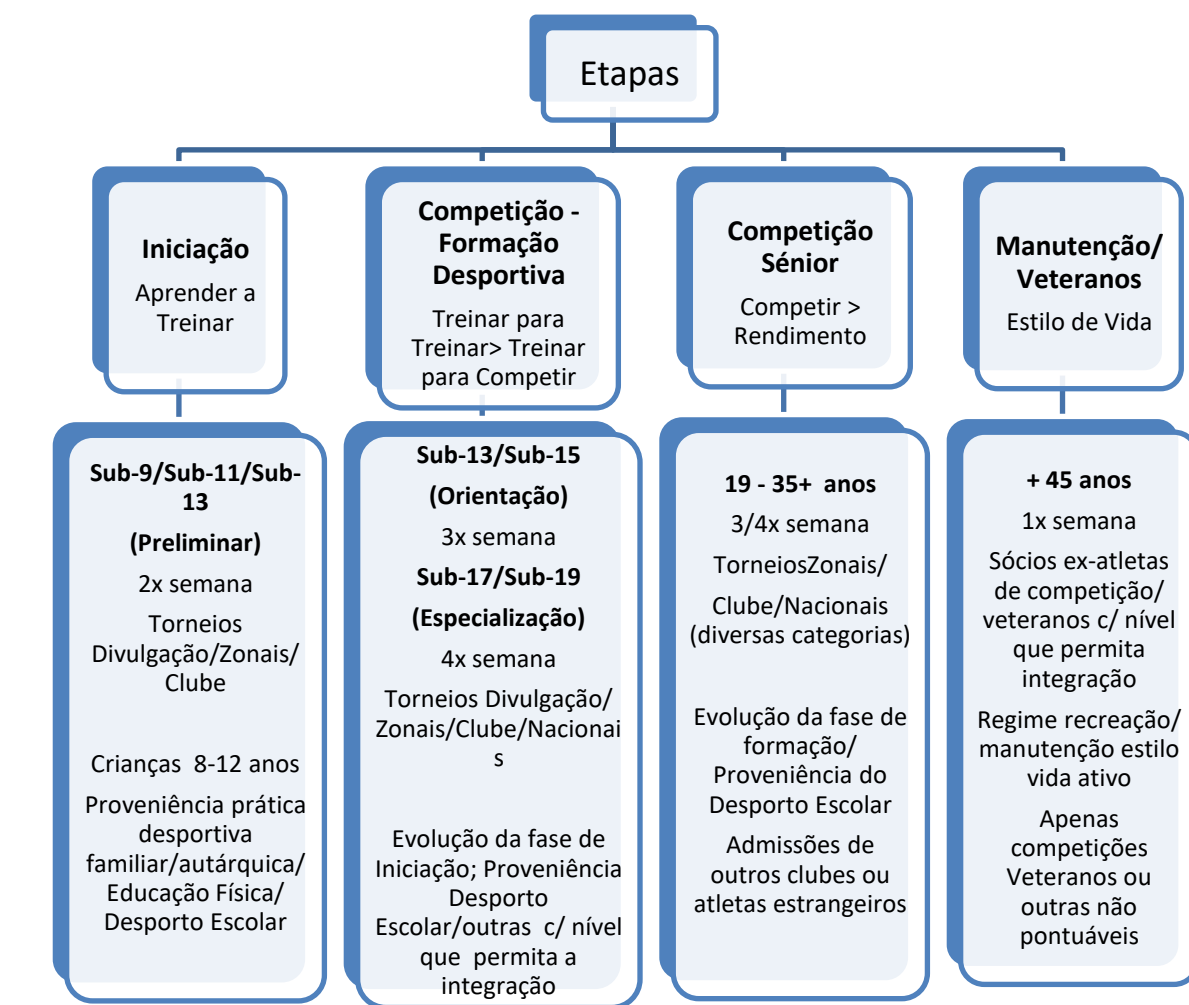 Etapas
Iniciação
Aprender a
Treinar
Competição -
Formação
Desportiva
Treinar para
Treinar> Treinar
para Competir
Competição
Sénior
Competir >
Rendimento
Manutenção/
Veteranos
Estilo de Vida
Sub-9/Sub-11/Sub-
13
(Preliminar)
2x semana
Torneios
Divulgação/Zonais/
Clube
Crianças 8-12 anos
Proveniência prática
desportiva
familiar/autárquica/
Educação Física/
Desporto Escolar
Sub-13/Sub-15
(Orientação)
3x semana
Sub-17/Sub-19
(Especialização)
4x semana
Torneios Divulgação/
Zonais/Clube/Nacionai
s
Evolução da fase de
Iniciação; Proveniência
Desporto
Escolar/outras c/ nível
que permita a
integração
19 - 35+ anos
3/4x semana
TorneiosZonais/
Clube/Nacionais
(diversas categorias)
Evolução da fase de
formação/
Proveniência do
Desporto Escolar
Admissões de
outros clubes ou
atletas estrangeiros
+ 45 anos
1x semana
Sócios ex-atletas
de competição/
veteranos c/ nível
que permita
integração
Regime recreação/
manutenção estilo
vida ativo
Apenas
competições
Veteranos ou
outras não
pontuáveis